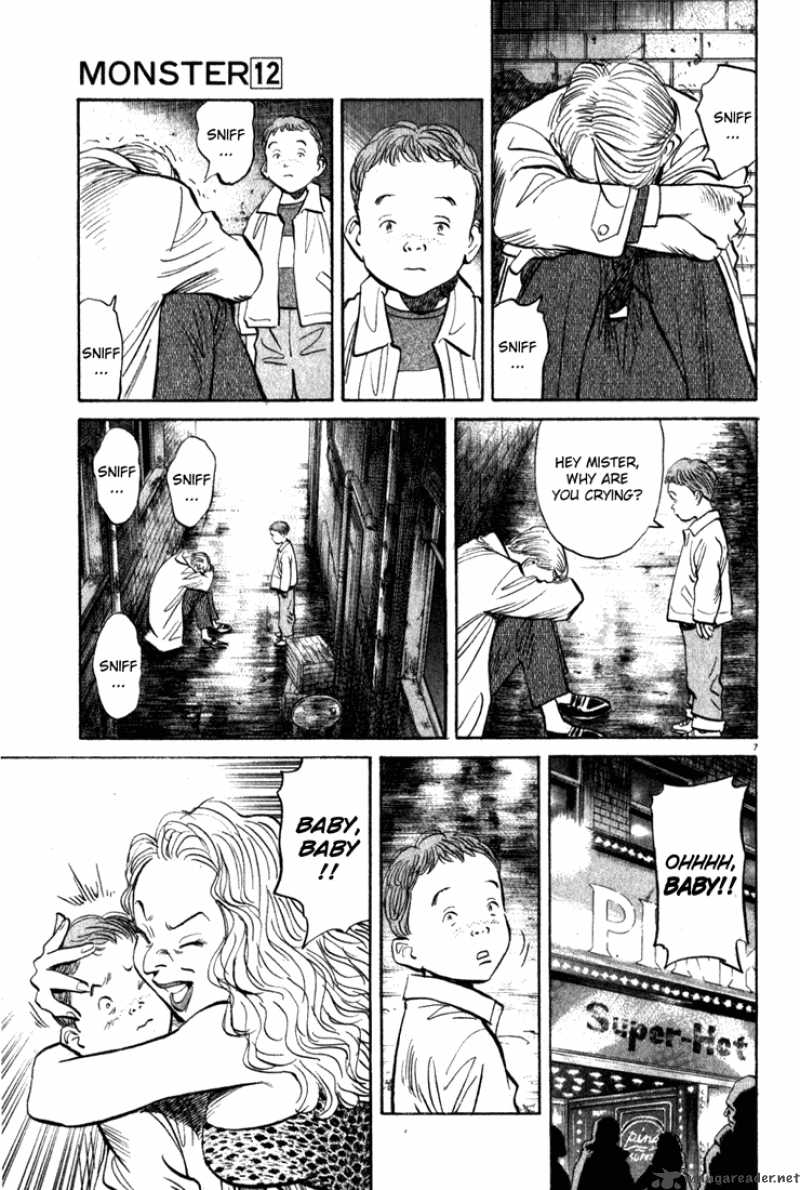 MONSTER 12
SNIFF
...
SNIFF
...
SNIFF
...
SNIFF
...
HEY MISTER,
WHY ARE
YOU CRYING?
SNIFF
...
SNIFF
...
SNIFF
...
7
OHHHH,
BABY!!
Super-Hot
BABY,
BABY
!!